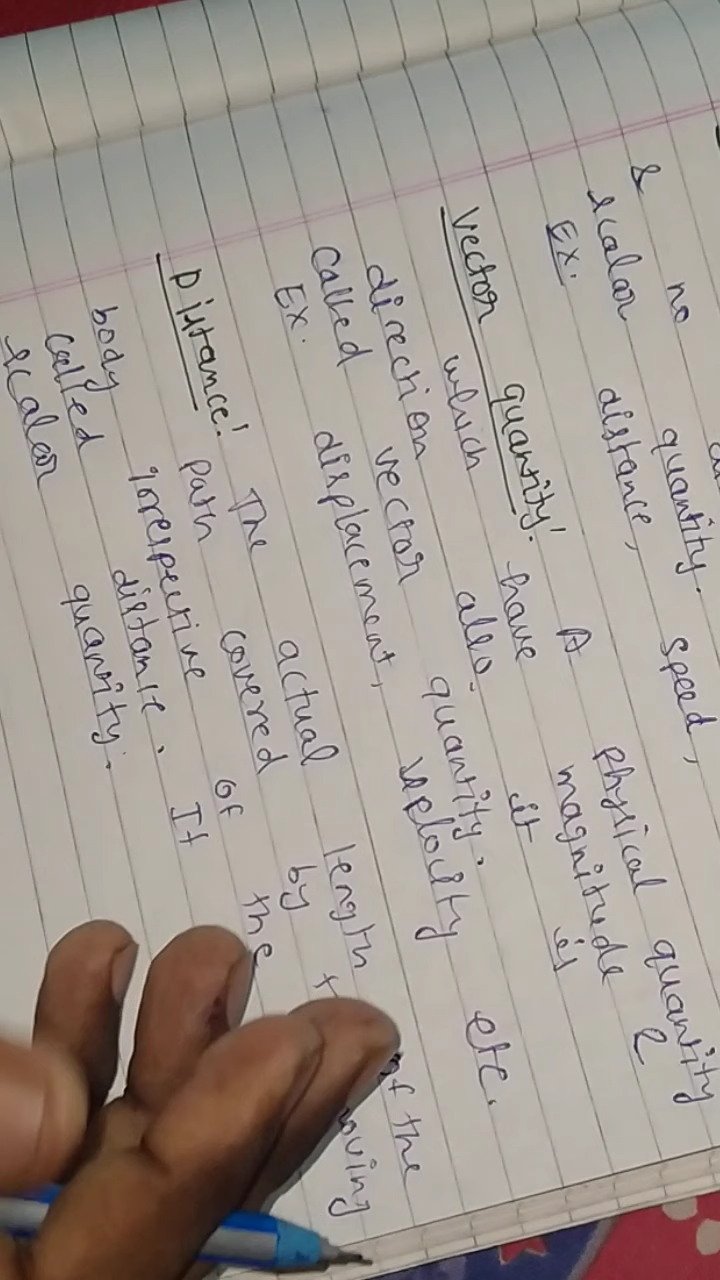 & no
scalar quantity.
Ex. distance, speed,
Vector quantity! A physical quantity
which have magnitude &
direction also. it is
Called vector quantity.
Ex. displacement, velocity etc.
Distance! The actual length of the
path covered by
body irrespective of the
called distance. It
scalar quantity.